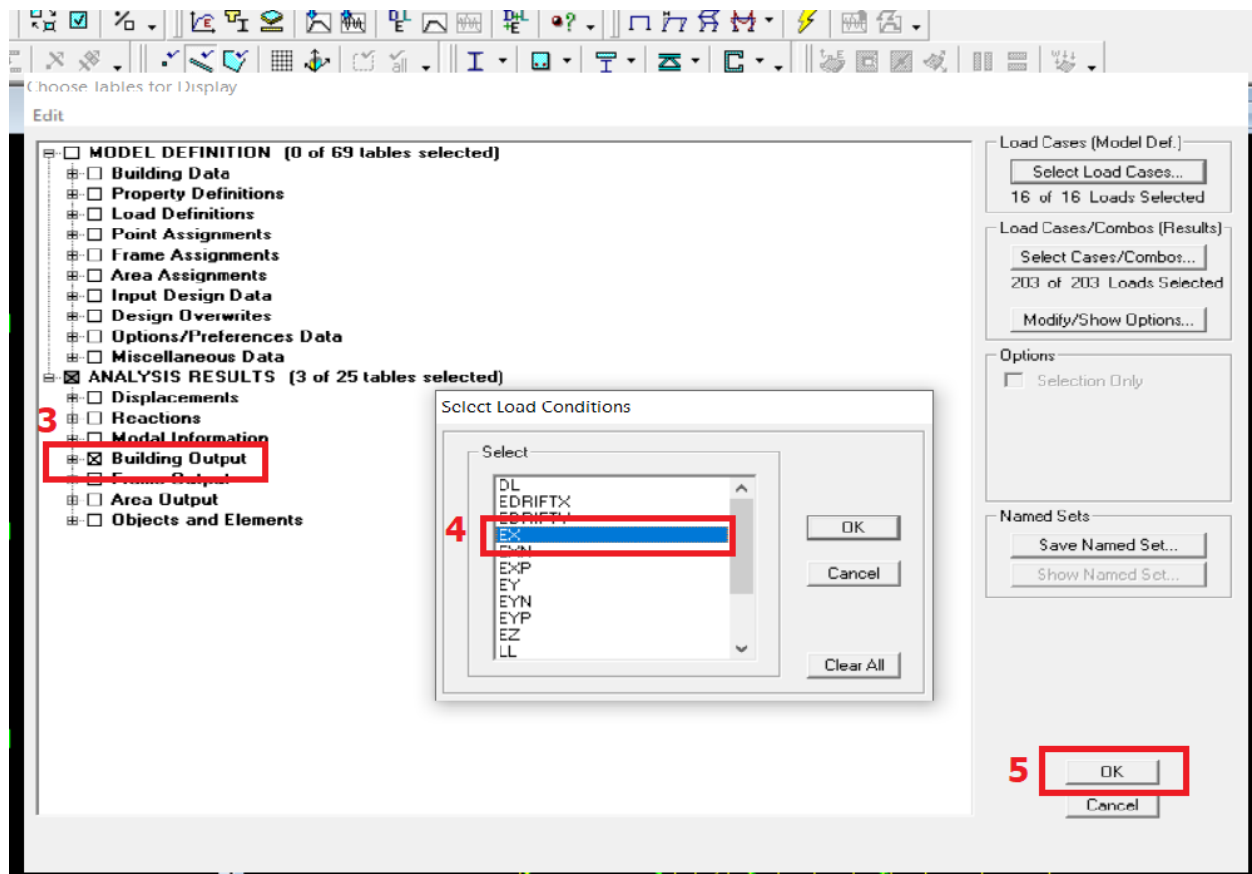 Choose Tables for Display
Edit
MODEL DEFINITION (0 of 69 tables selected)
Building Data
Property Definitions
Load Definitions
Point Assignments
Frame Assignments
Area Assignments
Input Design Data
Design Overwrites
Options/Preferences Data
Miscellaneous Data
ANALYSIS RESULTS (3 of 25 tables selected)
Displacements
3
Reactions
Modal Information
Building Output
Frame Output
Area Output
Objects and Elements
Select Load Conditions
Select
DL
EDRIFTX
EDRIFTY
4
EX
EXN
EXP
EY
EYN
EYP
EZ
LL
OK
Cancel
Clear All
Load Cases (Model Def.)
Select Load Cases...
16 of 16 Loads Selected
Load Cases/Combos (Results)
Select Cases/Combos...
203 of 203 Loads Selected
Modify/Show Options...
Options
Selection Only
Named Sets
Save Named Set...
Show Named Set...
5
OK
Cancel